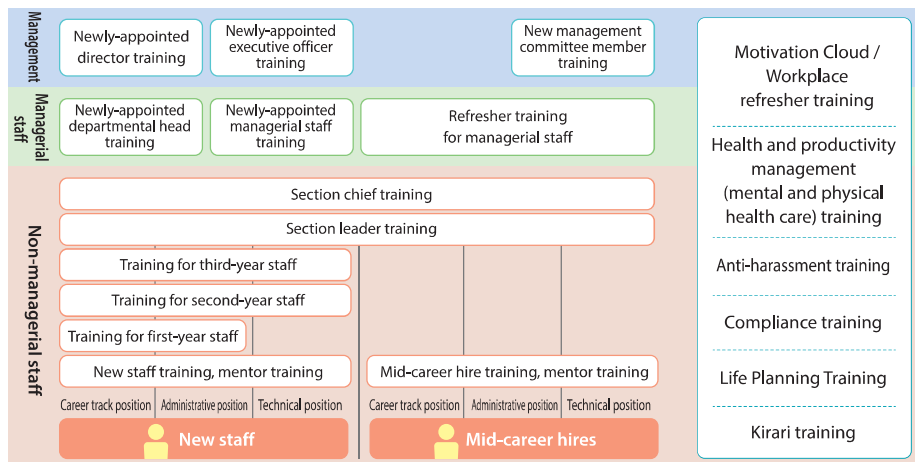 Management
Newly-appointed
director training
Newly-appointed
executive officer
training
New management
committee member
training
Managerial
staff
Newly-appointed
departmental head
training
Newly-appointed
managerial staff
training
Refresher training
for managerial staff
Non-managerial staff
Section chief training
Section leader training
Training for third-year staff
Training for second-year staff
Training for first-year staff
New staff training, mentor training
Mid-career hire training, mentor training
Career track position
Administrative position
Technical position
Career track position
Administrative position
Technical position
New staff
Mid-career hires
Motivation Cloud /
Workplace
refresher training
Health and productivity
management
(mental and physical
health care) training
Anti-harassment training
Compliance training
Life Planning Training
Kirari training